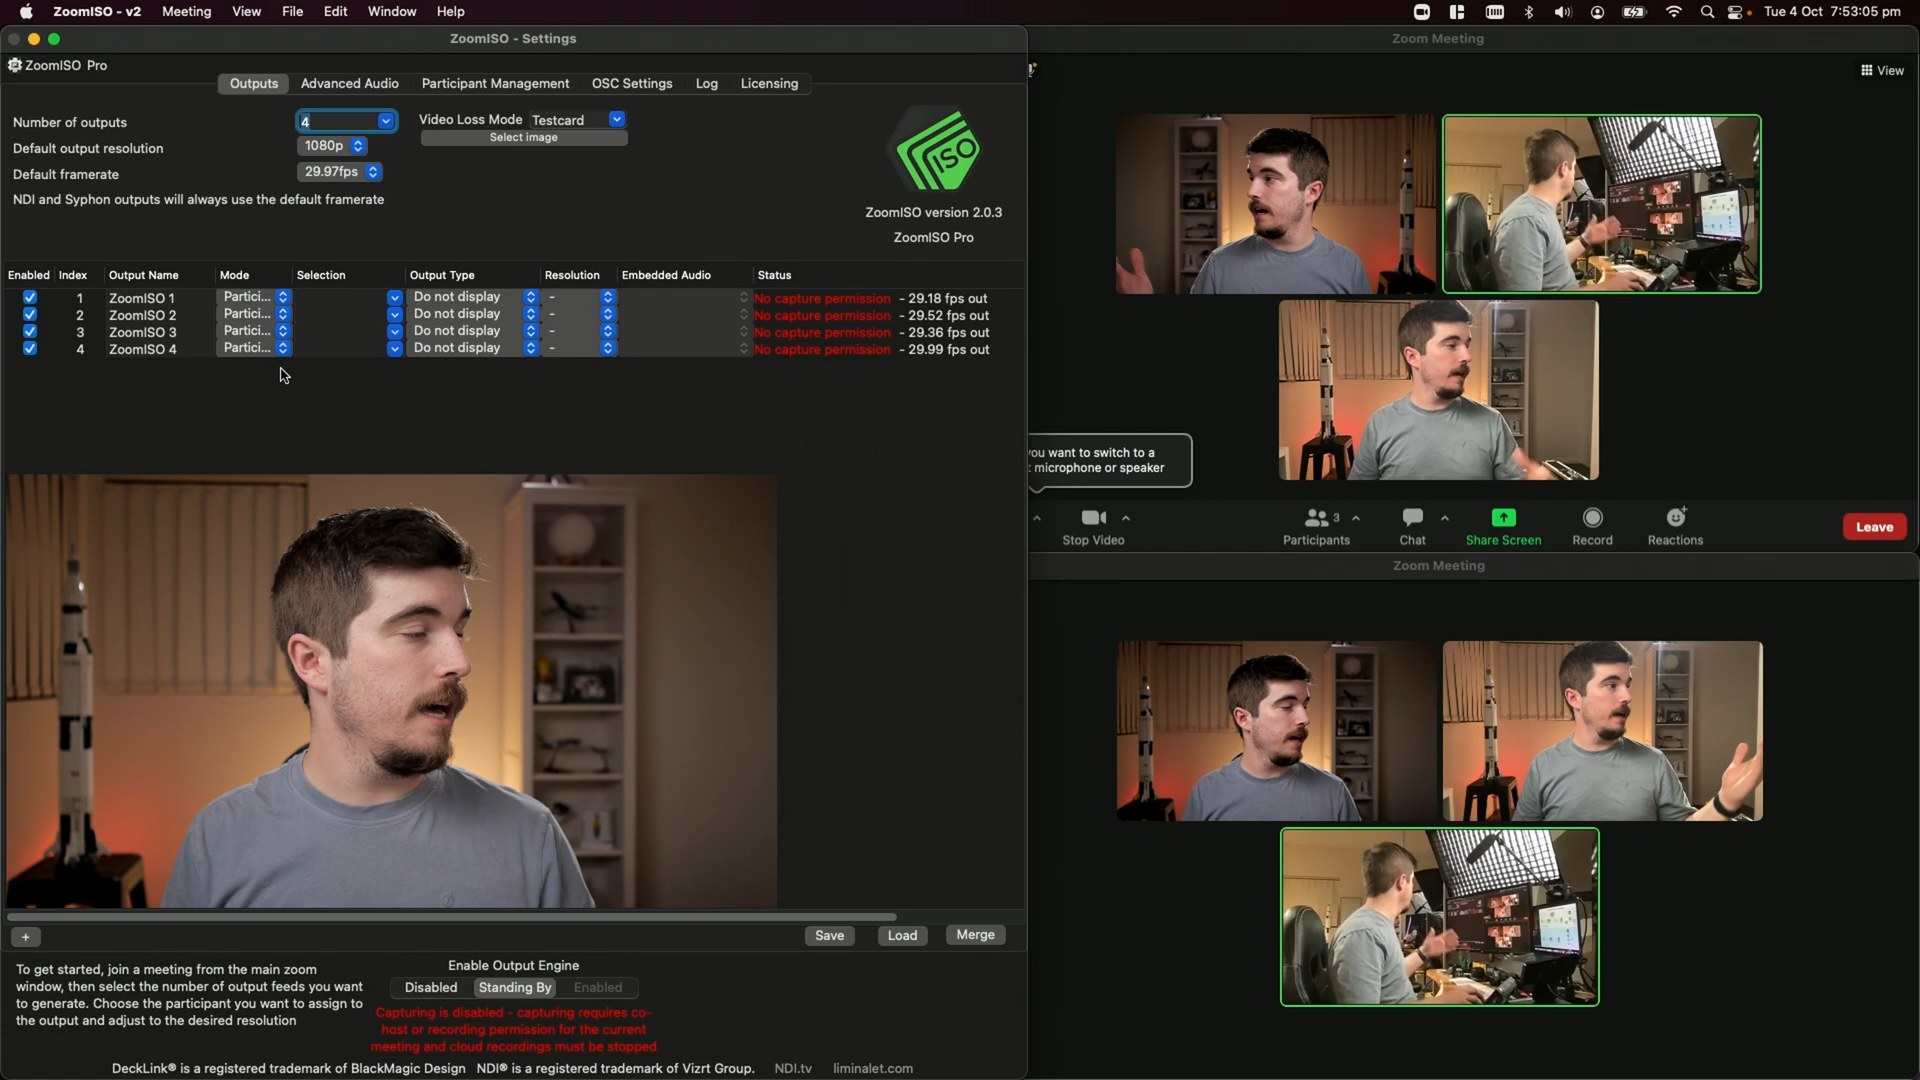 ZoomISO - v2 Meeting View File Edit Window Help Tue 4 Oct 7:53:05 pm
ZoomISO - Settings
ZoomISO Pro
Outputs Advanced Audio Participant Management OSC Settings Log Licensing
Number of outputs 4 Video Loss Mode Testcard
Select image
Default output resolution 1080p
Default framerate 29.97fps
NDI and Syphon outputs will always use the default framerate
ISO
ZoomISO version 2.0.3
ZoomISO Pro
Enabled Index Output Name Mode Selection Output Type Resolution Embedded Audio Status
1 ZoomISO 1 Partici... Do not display - No capture permission - 29.18 fps out
2 ZoomISO 2 Partici... Do not display - No capture permission - 29.52 fps out
3 ZoomISO 3 Partici... Do not display - No capture permission - 29.36 fps out
4 ZoomISO 4 Partici... Do not display - No capture permission - 29.99 fps out
+ Save Load Merge
To get started, join a meeting from the main zoom
window, then select the number of output feeds you want
to generate. Choose the participant you want to assign to
the output and adjust to the desired resolution
Enable Output Engine
Disabled Standing By Enabled
Capturing is disabled - capturing requires co-
host or recording permission for the current
meeting and cloud recordings must be stopped
DeckLink® is a registered trademark of BlackMagic Design NDI® is a registered trademark of Vizrt Group. NDI.tv liminalet.com
Zoom Meeting
View
you want to switch to a
microphone or speaker
Stop Video Participants 3 Chat Share Screen Record Reactions Leave
Zoom Meeting